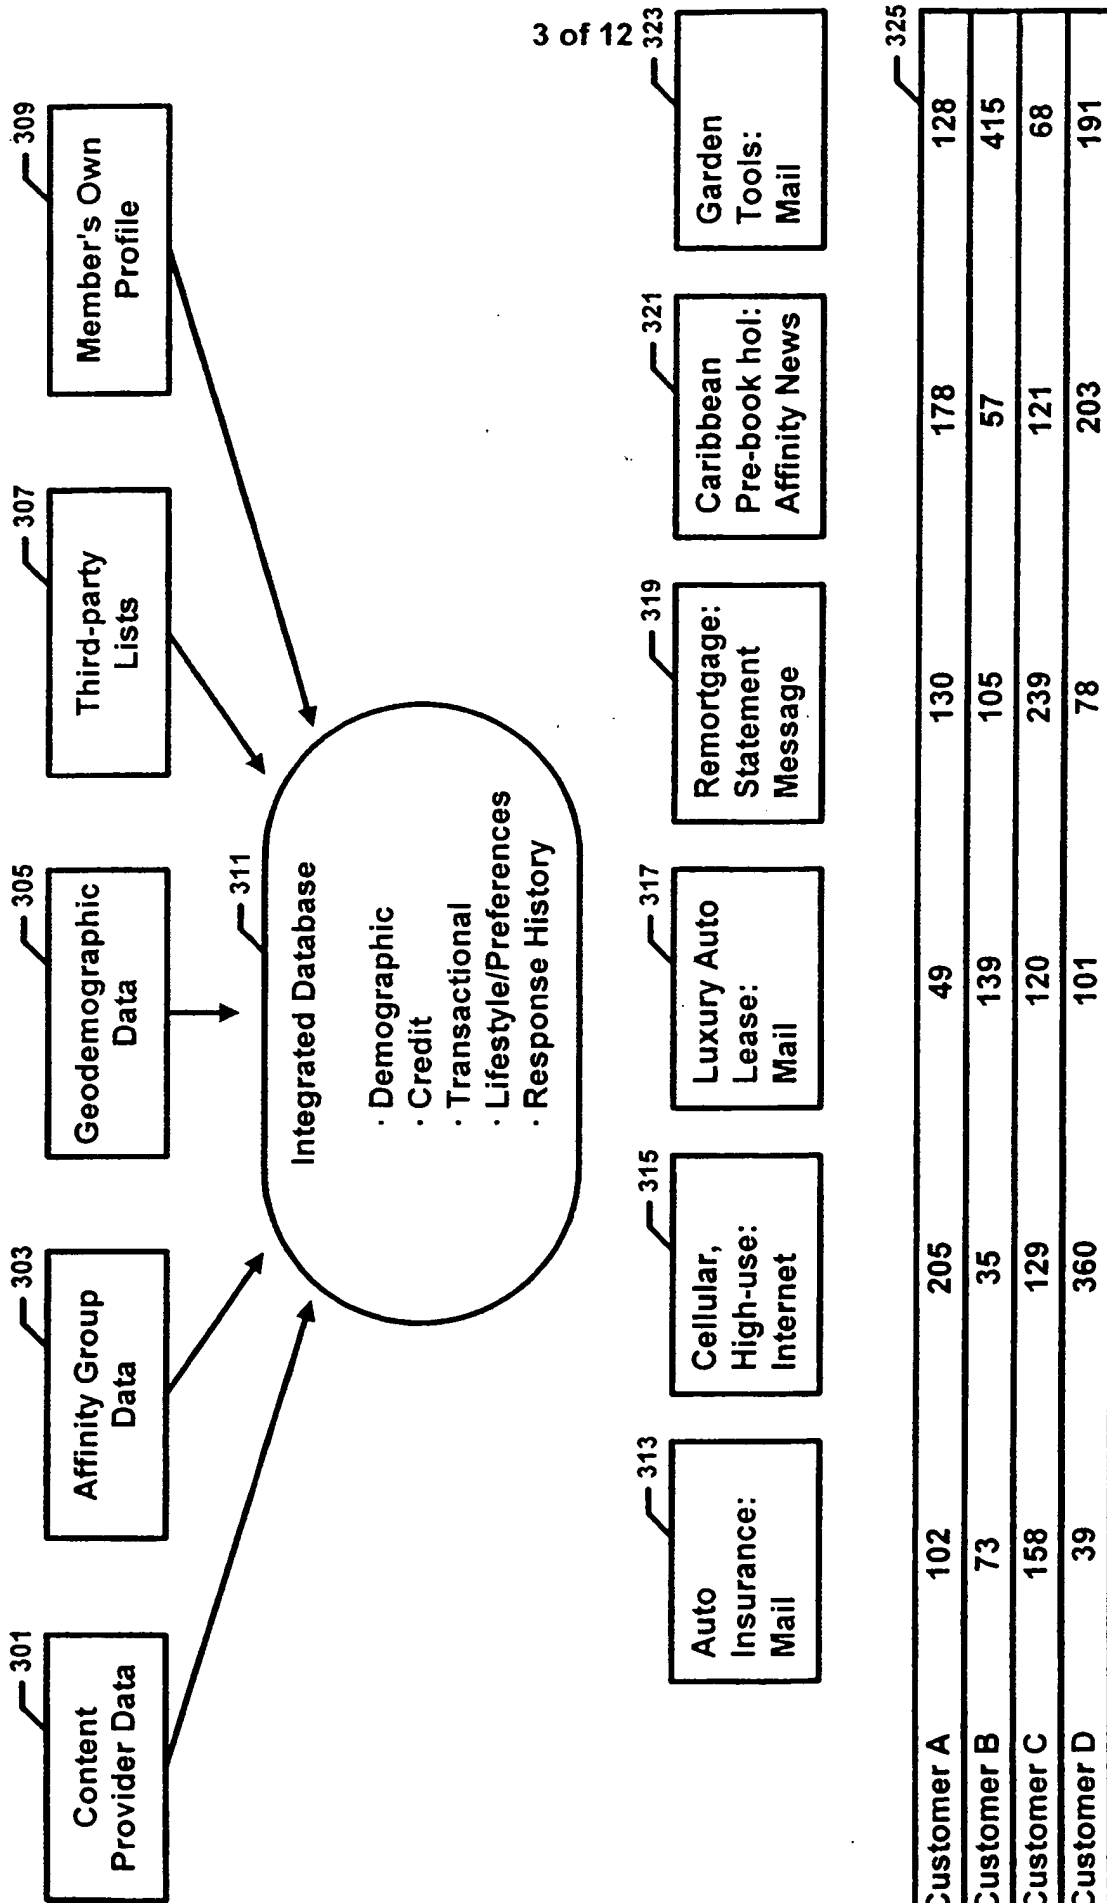 3 of 12
301
Content
Provider Data
303
Affinity Group
Data
305
Geodemographic
Data
307
Third-party
Lists
309
Member's Own
Profile
311
Integrated Database
· Demographic
· Credit
· Transactional
· Lifestyle/Preferences
· Response History
313
Auto
Insurance:
Mail
315
Cellular,
High-use:
Internet
317
Luxury Auto
Lease:
Mail
319
Remortgage:
Statement
Message
321
Caribbean
Pre-book hol:
Affinity News
323
Garden
Tools:
Mail
325
Customer A 102 205 49 130 178 128
Customer B 73 35 139 105 57 415
Customer C 158 129 120 239 121 68
Customer D 39 360 101 78 203 191